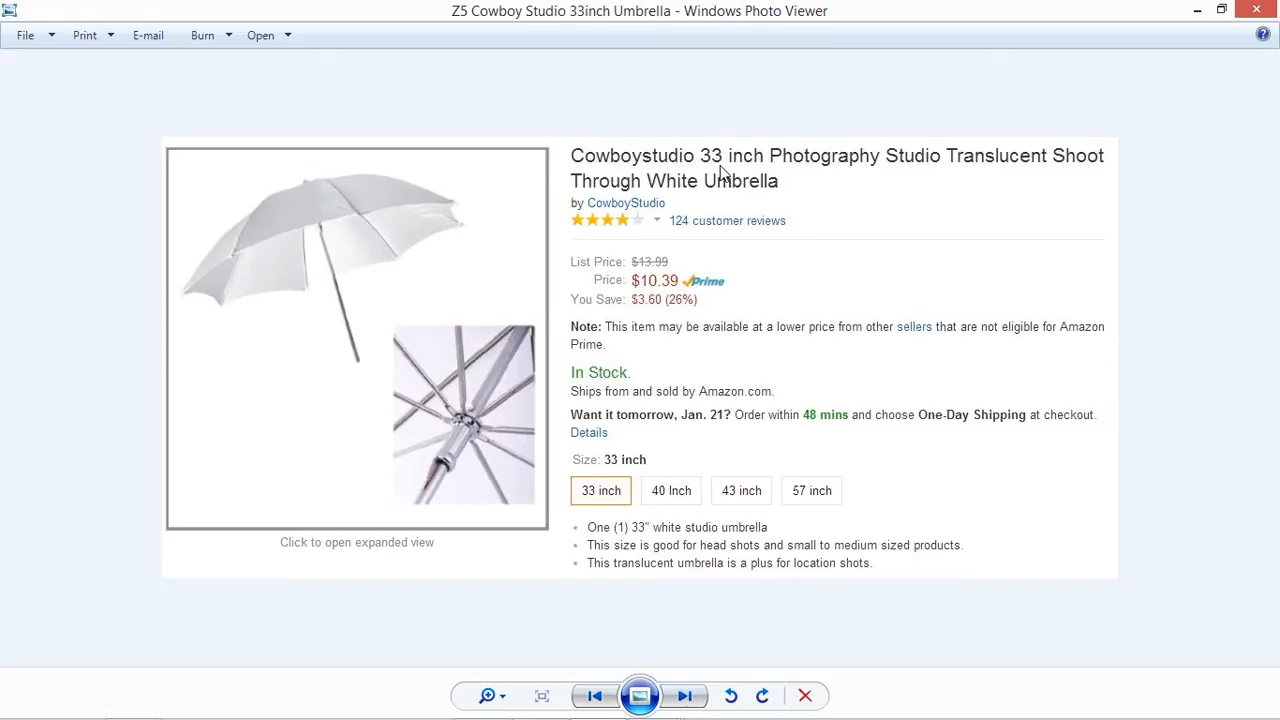 Z5 Cowboy Studio 33inch Umbrella - Windows Photo Viewer
File Print E-mail Burn Open
Cowboystudio 33 inch Photography Studio Translucent Shoot
Through White Umbrella
by CowboyStudio
124 customer reviews
List Price: $13.99
Price: $10.39 Prime
You Save: $3.60 (26%)
Note: This item may be available at a lower price from other sellers that are not eligible for Amazon
Prime.
In Stock.
Ships from and sold by Amazon.com.
Want it tomorrow, Jan. 21? Order within 48 mins and choose One-Day Shipping at checkout.
Details
Size: 33 inch
33 inch 40 Inch 43 inch 57 inch
One (1) 33" white studio umbrella
This size is good for head shots and small to medium sized products.
This translucent umbrella is a plus for location shots.
Click to open expanded view